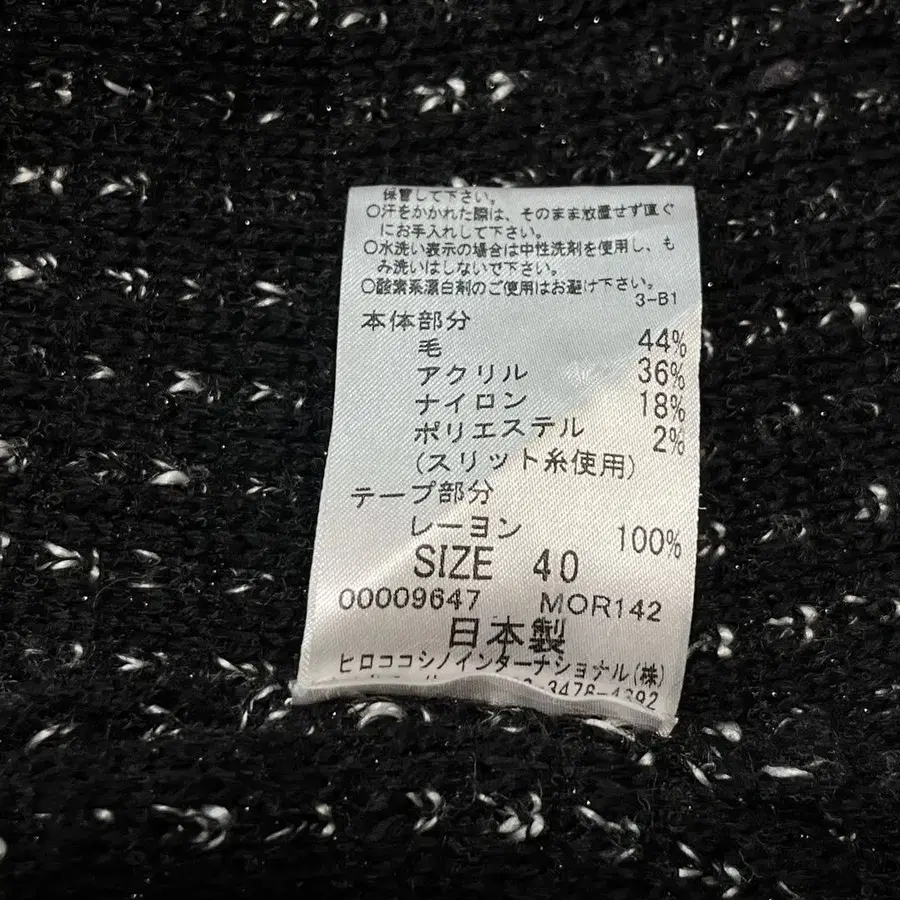 保管して下さい。
○汗をかかれた際は、そのまま放置せず直ぐ
にお手入れして下さい。
○水洗い表示の場合は中性洗剤を使用し、も
み洗いはしないで下さい。
○酸素系漂白剤のご使用はお避け下さい。
3-B1
本体部分
毛 44%
アクリル 36%
ナイロン 18%
ポリエステル 2%
(スリット糸使用)
テープ部分
レーヨン 100%
SIZE 40
00009647 MOR142
日本製
ヒロココシノインターナショナル(株)
3476-4392